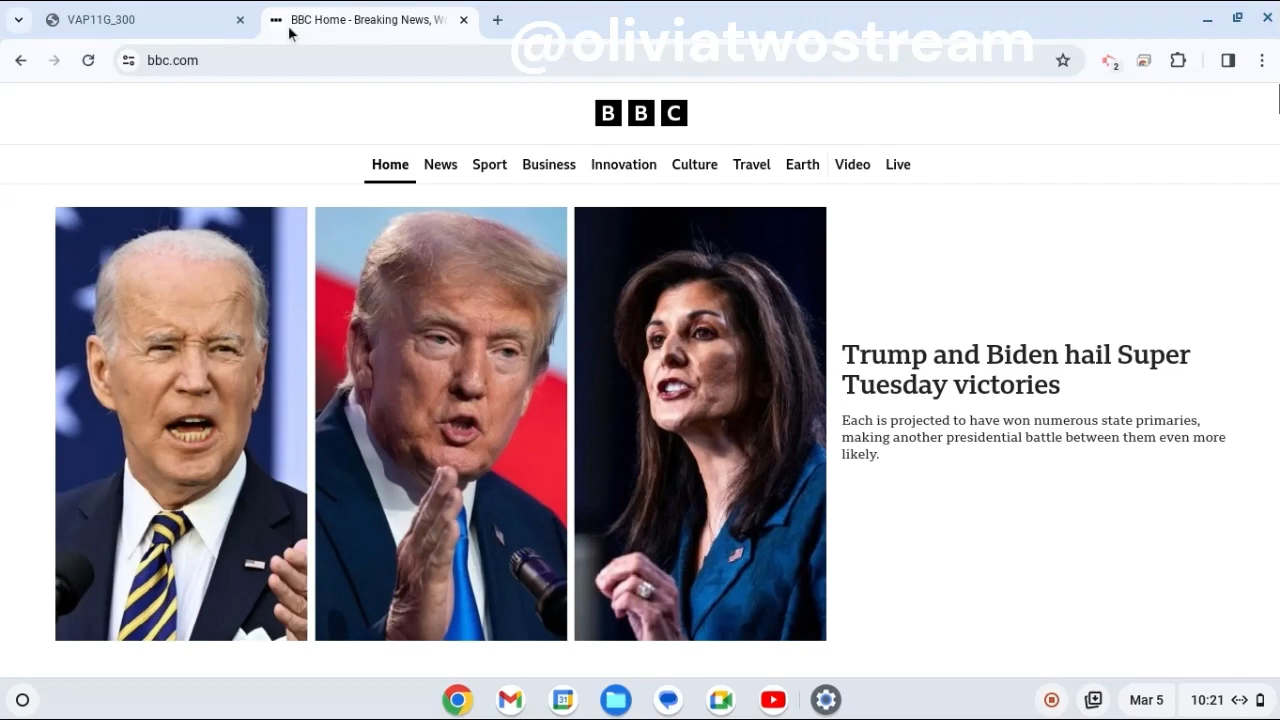 VAP11G_300
BBC Home - Breaking News, W
@oliviatwostream
bbc.com
2
BBC
Home News Sport Business Innovation Culture Travel Earth Video Live
Trump and Biden hail Super
Tuesday victories
Each is projected to have won numerous state primaries,
making another presidential battle between them even more
likely.
31
Mar 5
10:21